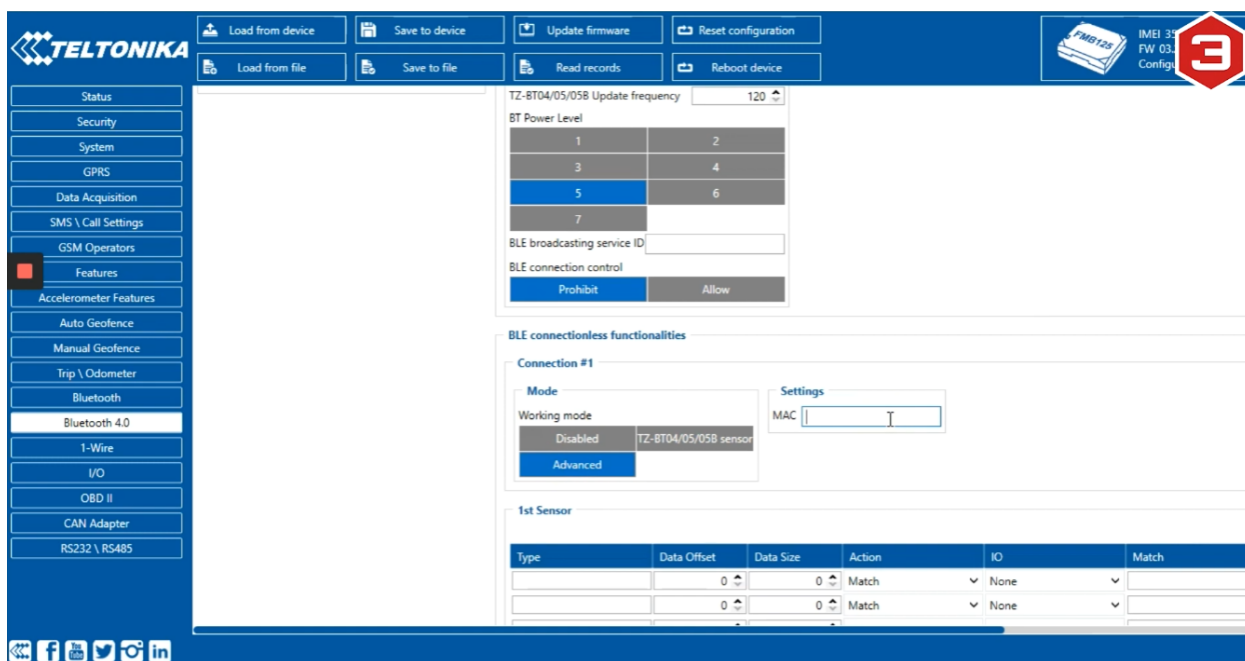 TELTONIKA
Load from device
Save to device
Update firmware
Reset configuration
Load from file
Save to file
Read records
Reboot device
FMB125
IMEI 35
FW 03.
Configu
3
Status
Security
System
GPRS
Data Acquisition
SMS \ Call Settings
GSM Operators
Features
Accelerometer Features
Auto Geofence
Manual Geofence
Trip \ Odometer
Bluetooth
Bluetooth 4.0
1-Wire
I/O
OBD II
CAN Adapter
RS232 \ RS485
TZ-BT04/05/05B Update frequency 120
BT Power Level
1 2
3 4
5 6
7
BLE broadcasting service ID
BLE connection control
Prohibit Allow
BLE connectionless functionalities
Connection #1
Mode
Working mode
Disabled TZ-BT04/05/05B sensor
Advanced
Settings
MAC
1st Sensor
Type Data Offset Data Size Action IO Match
0 0 Match None
0 0 Match None
f You Tube in